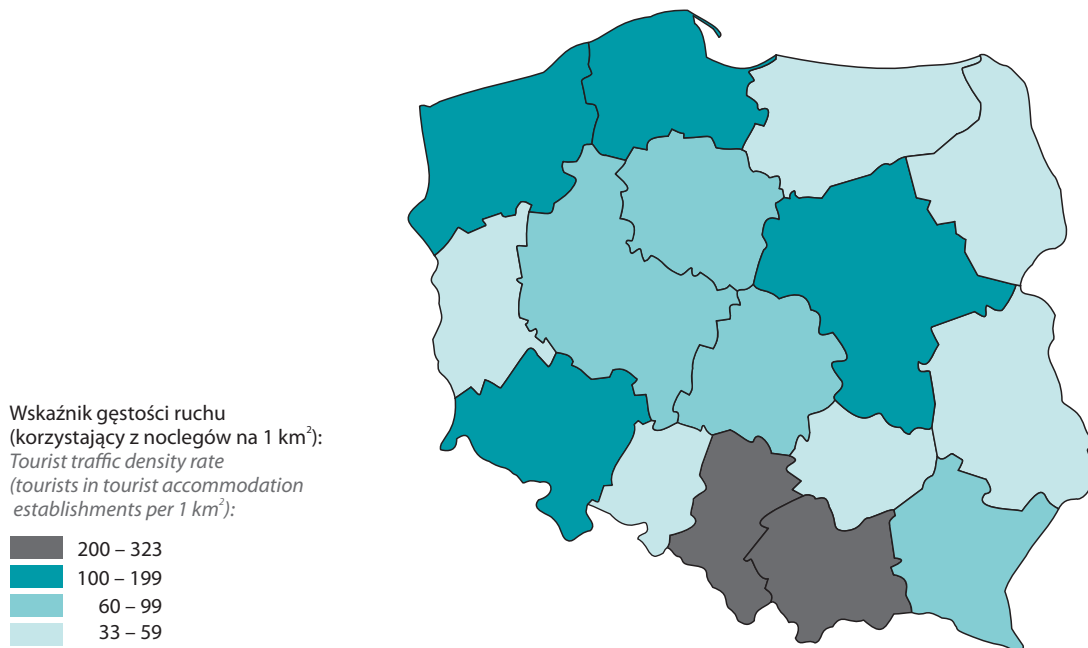 Wskaźnik gęstości ruchu
(korzystający z noclegów na 1 km²):
Tourist traffic density rate
(tourists in tourist accommodation
establishments per 1 km²):
200 – 323
100 – 199
60 – 99
33 – 59